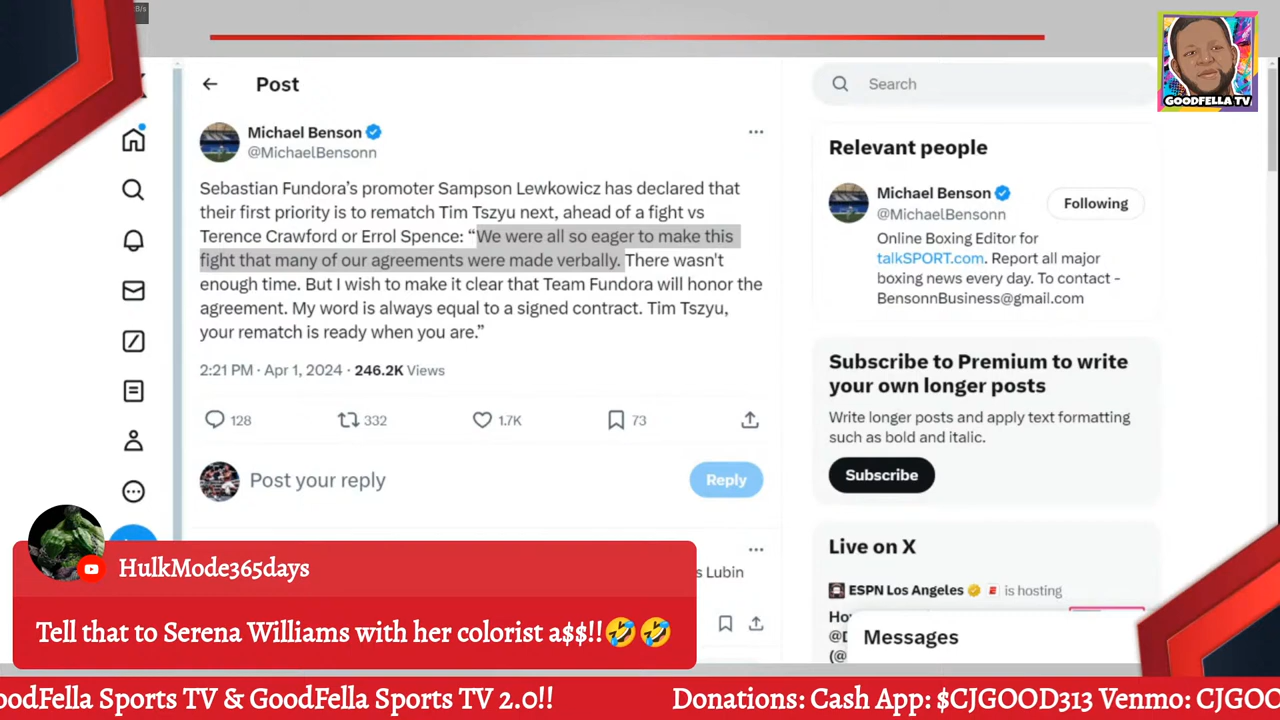 B/s
GOODFELLA TV
Post
Search
Michael Benson
@MichaelBensonn
Sebastian Fundora's promoter Sampson Lewkowicz has declared that
their first priority is to rematch Tim Tszyu next, ahead of a fight vs
Terence Crawford or Errol Spence: “We were all so eager to make this
fight that many of our agreements were made verbally. There wasn't
enough time. But I wish to make it clear that Team Fundora will honor the
agreement. My word is always equal to a signed contract. Tim Tszyu,
your rematch is ready when you are.”
2:21 PM · Apr 1, 2024 · 246.2K Views
128 332 1.7K 73
Post your reply
Reply
s Lubin
Relevant people
Michael Benson
Following
@MichaelBensonn
Online Boxing Editor for
talkSPORT.com. Report all major
boxing news every day. To contact -
BensonnBusiness@gmail.com
Subscribe to Premium to write
your own longer posts
Write longer posts and apply text formatting
such as bold and italic.
Subscribe
Live on X
ESPN Los Angeles is hosting
Ho
@D
(@
Messages
HulkMode365days
Tell that to Serena Williams with her colorist a$$!!🤣🤣
oodFella Sports TV & GoodFella Sports TV 2.0!! Donations: Cash App: $CJGOOD313 Venmo: CJGOO